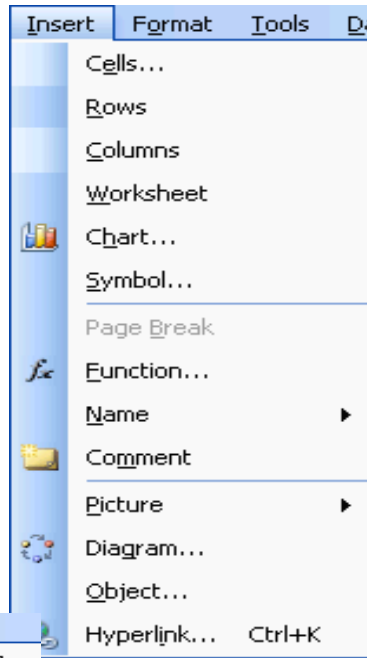 Insert Format Tools
Cells...
Rows
Columns
Worksheet
Chart...
Symbol...
Page Break
fx Function...
Name
Comment
Picture
Diagram...
Object...
Hyperlink... Ctrl+K